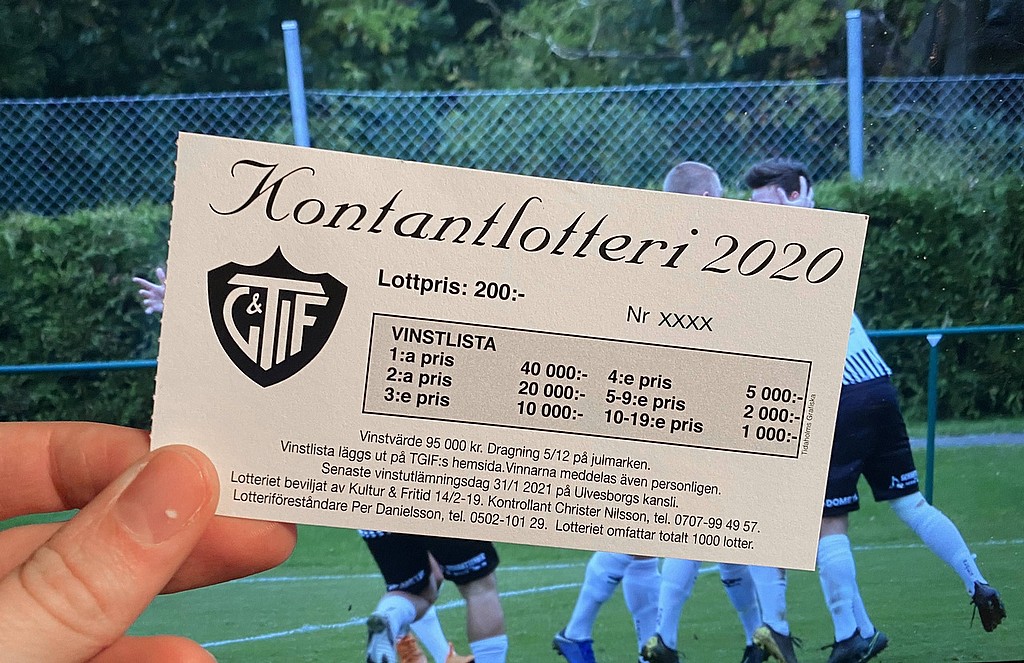 Kontantlotteri 2020
T
G&IF
Lottpris: 200:-
Nr xxxx
VINSTLISTA
1:a pris 40 000:- 4:e pris 5 000:-
2:a pris 20 000:- 5-9:e pris 2 000:-
3:e pris 10 000:- 10-19:e pris 1 000:-
Tidaholms Grafiska
Vinstvärde 95 000 kr. Dragning 5/12 på julmarken.
Vinstlista läggs ut på TGIF:s hemsida.Vinnarna meddelas även personligen.
Senaste vinstutlämningsdag 31/1 2021 på Ulvesborgs kansli.
Lotteriet beviljat av Kultur & Fritid 14/2-19. Kontrollant Christer Nilsson, tel. 0707-99 49 57.
Lotteriföreståndare Per Danielsson, tel. 0502-101 29. Lotteriet omfattar totalt 1000 lotter.